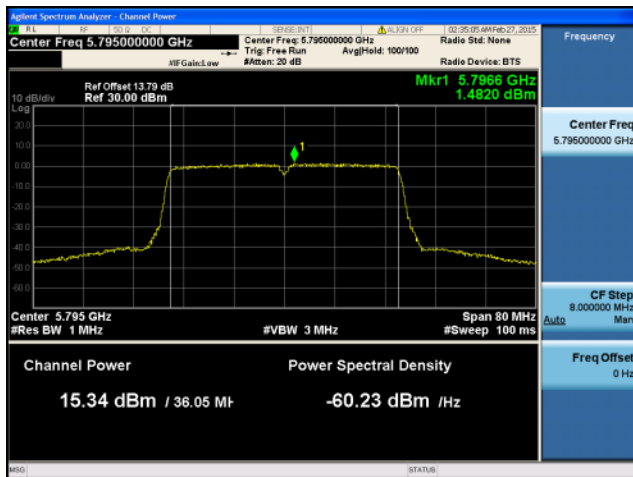 Agilent Spectrum Analyzer - Channel Power
RL RF 50 Ω DC SENSE:INT ALIGN OFF 02:35:05 AM Feb 27, 2015
Center Freq 5.795000000 GHz
Center Freq: 5.795000000 GHz
Radio Std: None
Trig: Free Run Avg|Hold: 100/100
#IFGain:Low
#Atten: 20 dB
Radio Device: BTS
Ref Offset 13.79 dB
Ref 30.00 dBm
10 dB/div
Log
Mkr1 5.7966 GHz
1.4820 dBm
1
20.0
10.0
0.00
-10.0
-20.0
-30.0
-40.0
-50.0
-60.0
Center 5.795 GHz
Span 80 MHz
#Res BW 1 MHz
#VBW 3 MHz
#Sweep 100 ms
Channel Power
Power Spectral Density
15.34 dBm / 36.05 MH
-60.23 dBm /Hz
MSG
STATUS
Frequency
Center Freq
5.795000000 GHz
CF Step
8.000000 MHz
Auto Man
Freq Offset
0 Hz